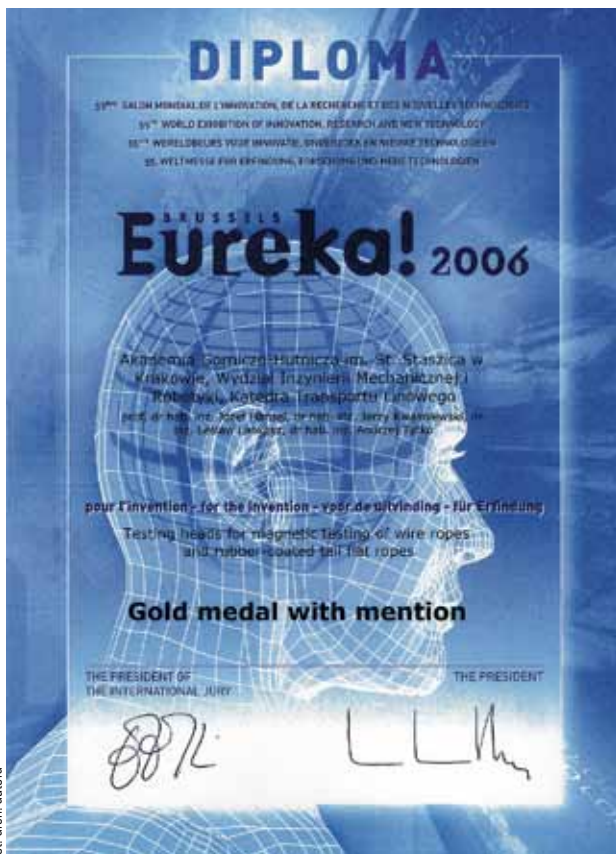 DIPLOMA
SALON MONDIAL DE L'INNOVATION, DE LA RECHERCHE ET DES NOUVELLES TECHNOLOGIES
55TH WORLD EXHIBITION OF INNOVATION, RESEARCH AND NEW TECHNOLOGY
WERELDBEURS VOOR INNOVATIE, ONDERZOEK EN NIEUWE TECHNOLOGIEËN
55. WELTMESSE FÜR ERFINDUNG, FORSCHUNG UND NEUE TECHNOLOGIEN
BRUSSELS
Eureka! 2006
Akademia Górniczo-Hutnicza im. St. Staszica w
Krakowie, Wydział Inżynierii Mechanicznej i
Robotyki, Katedra Transportu Linowego
prof. dr hab. inż. Józef Hansel, dr hab. inż. Jerzy Kwaśniewski, dr
inż. Lesław dr hab. inż. Andrzej Tytko
pour l'invention - for the invention - voor de uitvinding - für Erfindung
Testing heads for magnetic testing of wire ropes
and rubber-coated tail flat ropes
Gold medal with mention
THE PRESIDENT OF
THE INTERNATIONAL JURY
THE PRESIDENT